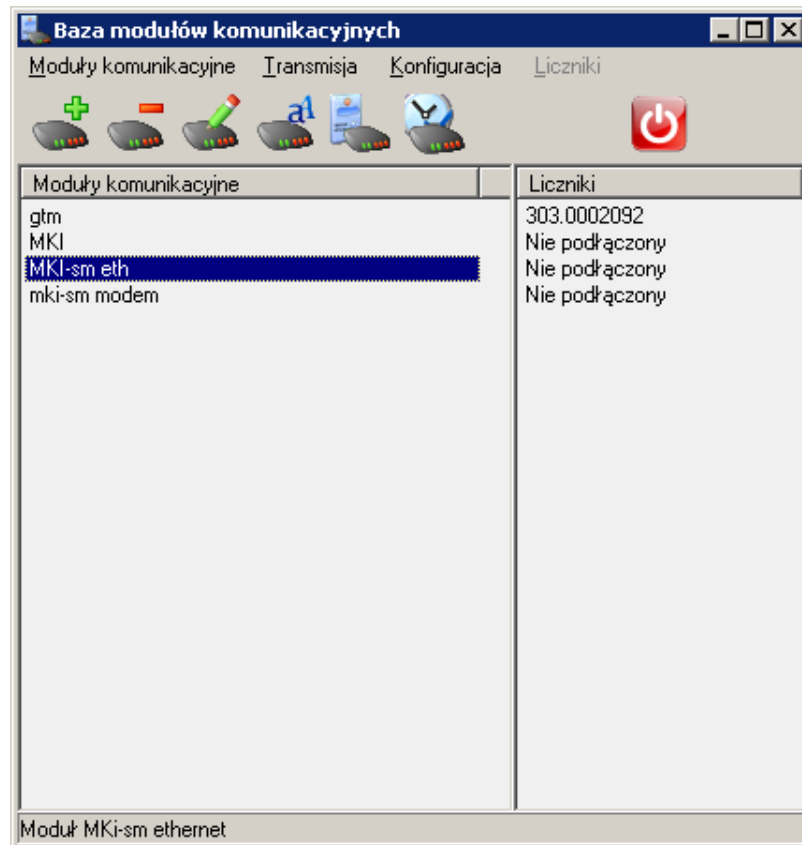 Baza modułów komunikacyjnych
Moduły komunikacyjne Transmisja Konfiguracja Liczniki
Moduły komunikacyjne Liczniki
gtm 303.0002092
MKI Nie podłączony
MKI-sm eth Nie podłączony
mki-sm modem Nie podłączony
Moduł MKi-sm ethernet